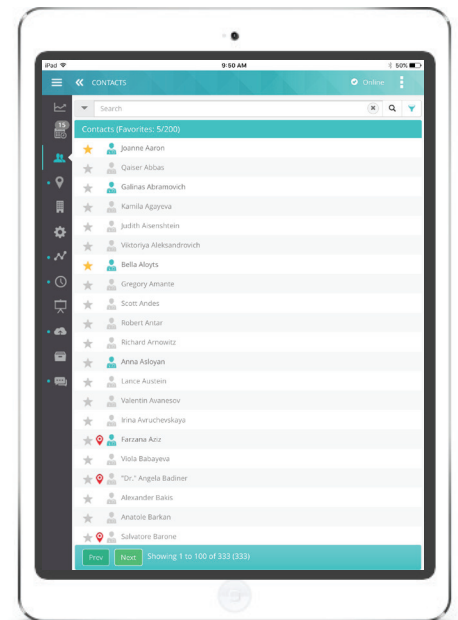 iPad
9:50 AM
50%
CONTACTS
Online
Search
15
Contacts (Favorites: 5/200)
Joanne Aaron
Qaiser Abbas
Galinas Abramovich
Kamila Agayeva
Judith Aisenshtein
Viktoriya Aleksandrovich
Bella Aloyts
Gregory Amante
Scott Andes
Robert Antar
Richard Arnowitz
Anna Asloyan
Lance Austein
Valentin Avanesov
Irina Avruchevskaya
Farzana Aziz
Viola Babayeva
"Dr." Angela Badiner
Alexander Bakis
Anatole Barkan
Salvatore Barone
Prev Next Showing 1 to 100 of 333 (333)